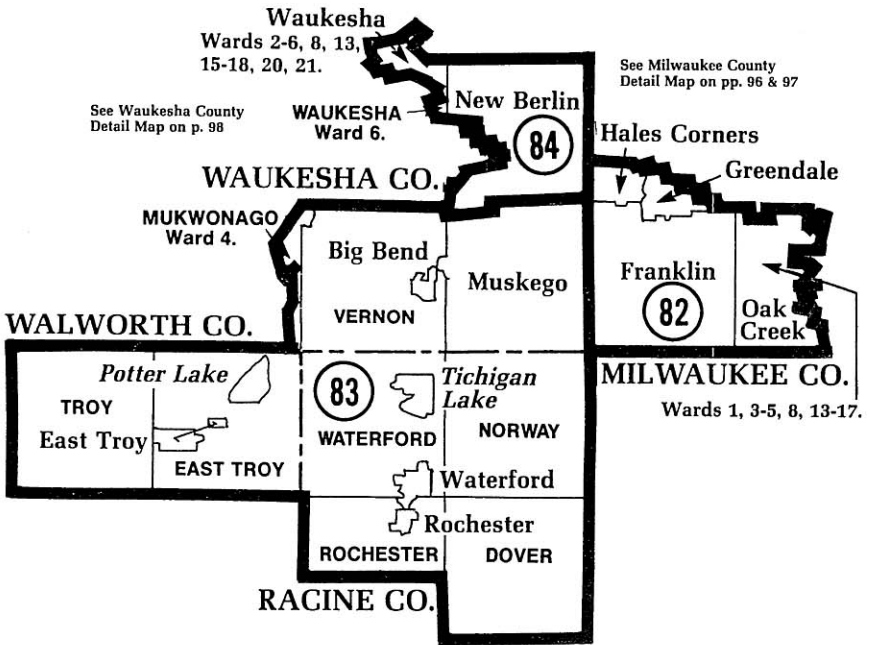 Waukesha
Wards 2-6, 8, 13,
15-18, 20, 21.
See Milwaukee County
Detail Map on pp. 96 & 97
See Waukesha County
Detail Map on p. 98
WAUKESHA
Ward 6.
New Berlin
84
Hales Corners
Greendale
WAUKESHA CO.
MUKWONAGO
Ward 4.
Big Bend
Muskego
Franklin
82
VERNON
Oak
Creek
WALWORTH CO.
MILWAUKEE CO.
Wards 1, 3-5, 8, 13-17.
Potter Lake
83
Tichigan
Lake
TROY
East Troy
EAST TROY
WATERFORD
NORWAY
Waterford
Rochester
ROCHESTER
DOVER
RACINE CO.